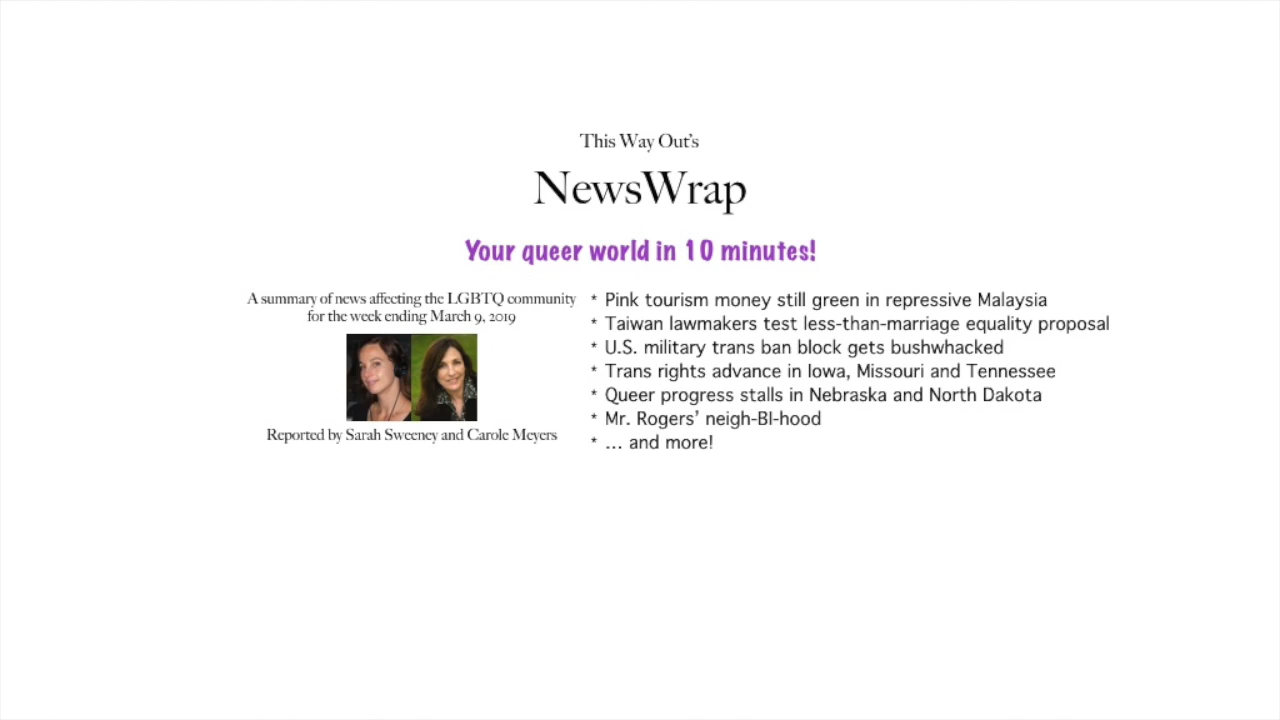 This Way Out's
NewsWrap
Your queer world in 10 minutes!
A summary of news affecting the LGBTQ community
for the week ending March 9, 2019
Reported by Sarah Sweeney and Carole Meyers
* Pink tourism money still green in repressive Malaysia
* Taiwan lawmakers test less-than-marriage equality proposal
* U.S. military trans ban block gets bushwhacked
* Trans rights advance in Iowa, Missouri and Tennessee
* Queer progress stalls in Nebraska and North Dakota
* Mr. Rogers' neigh-BI-hood
* ... and more!